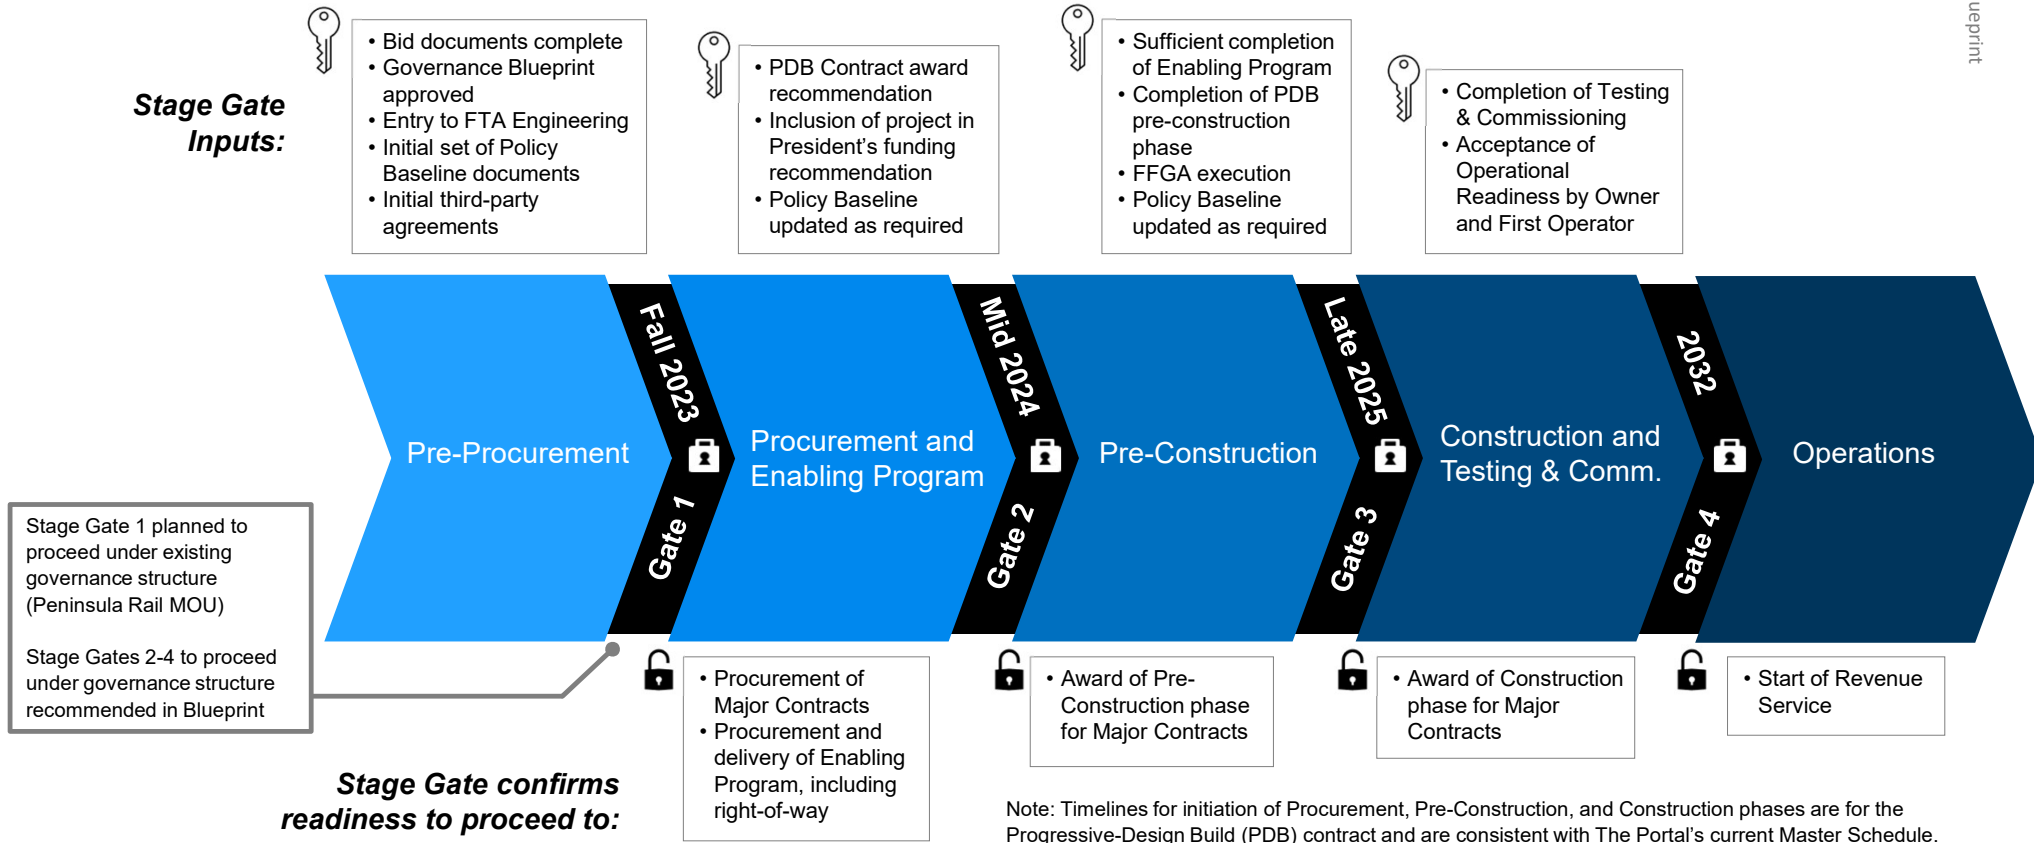 ueprint
Stage Gate
Inputs:
• Bid documents complete
• Governance Blueprint
approved
• Entry to FTA Engineering
• Initial set of Policy
Baseline documents
• Initial third-party
agreements
• PDB Contract award
recommendation
• Inclusion of project in
President’s funding
recommendation
• Policy Baseline
updated as required
• Sufficient completion
of Enabling Program
• Completion of PDB
pre-construction
phase
• FFGA execution
• Policy Baseline
updated as required
• Completion of Testing
& Commissioning
• Acceptance of
Operational
Readiness by Owner
and First Operator
Pre-Procurement
Fall 2023
Gate 1
Procurement and
Enabling Program
Mid 2024
Gate 2
Pre-Construction
Late 2025
Gate 3
Construction and
Testing & Comm.
2032
Gate 4
Operations
Stage Gate 1 planned to
proceed under existing
governance structure
(Peninsula Rail MOU)
Stage Gates 2-4 to proceed
under governance structure
recommended in Blueprint
Stage Gate confirms
readiness to proceed to:
• Procurement of
Major Contracts
• Procurement and
delivery of Enabling
Program, including
right-of-way
• Award of Pre-
Construction phase
for Major Contracts
• Award of Construction
phase for Major
Contracts
• Start of Revenue
Service
Note: Timelines for initiation of Procurement, Pre-Construction, and Construction phases are for the
Progressive-Design Build (PDB) contract and are consistent with The Portal’s current Master Schedule.